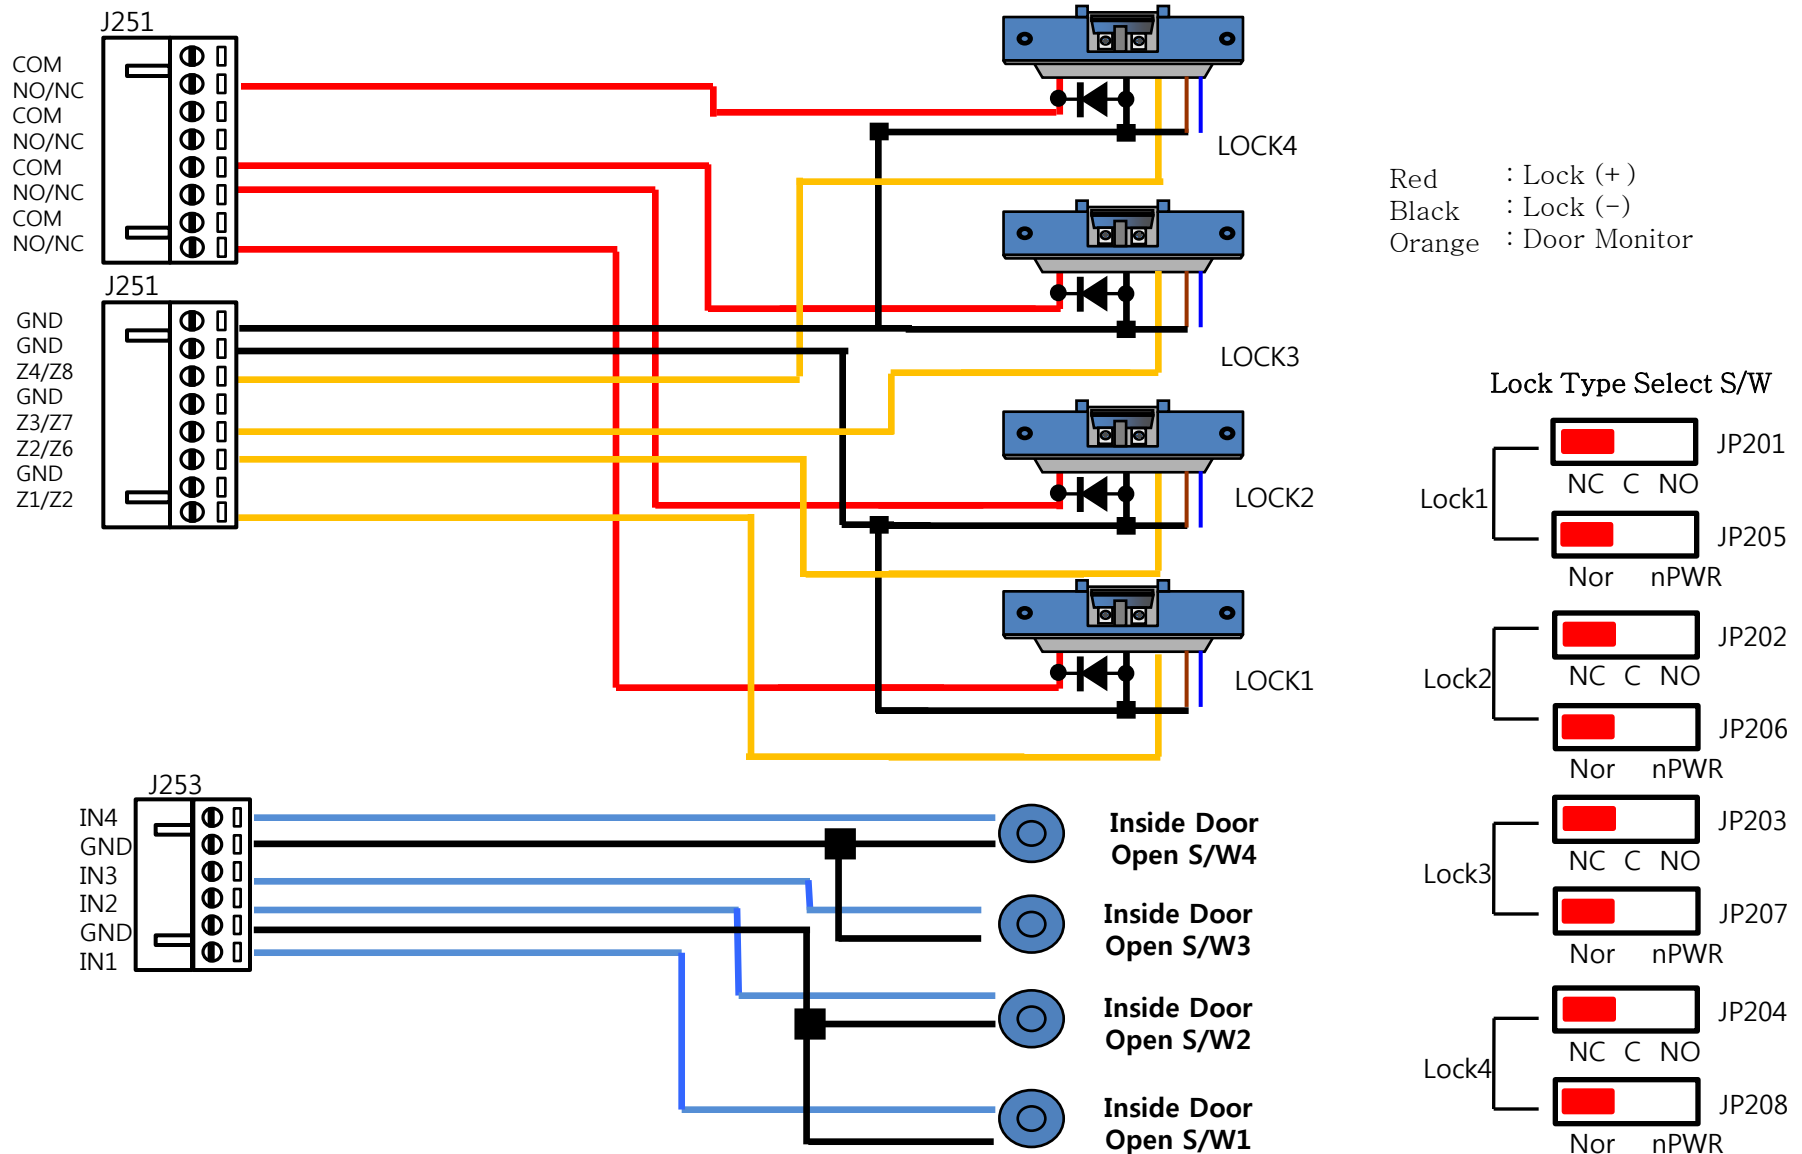 J251
COM
NO/NC
COM
NO/NC
COM
NO/NC
COM
NO/NC
J251
GND
GND
Z4/Z8
GND
Z3/Z7
Z2/Z6
GND
Z1/Z2
J253
IN4
GND
IN3
IN2
GND
IN1
LOCK4
LOCK3
LOCK2
LOCK1
Inside Door
Open S/W4
Inside Door
Open S/W3
Inside Door
Open S/W2
Inside Door
Open S/W1
Red : Lock (+)
Black : Lock (-)
Orange : Door Monitor
Lock Type Select S/W
Lock1
JP201
NC C NO
JP205
Nor nPWR
Lock2
JP202
NC C NO
JP206
Nor nPWR
Lock3
JP203
NC C NO
JP207
Nor nPWR
Lock4
JP204
NC C NO
JP208
Nor nPWR